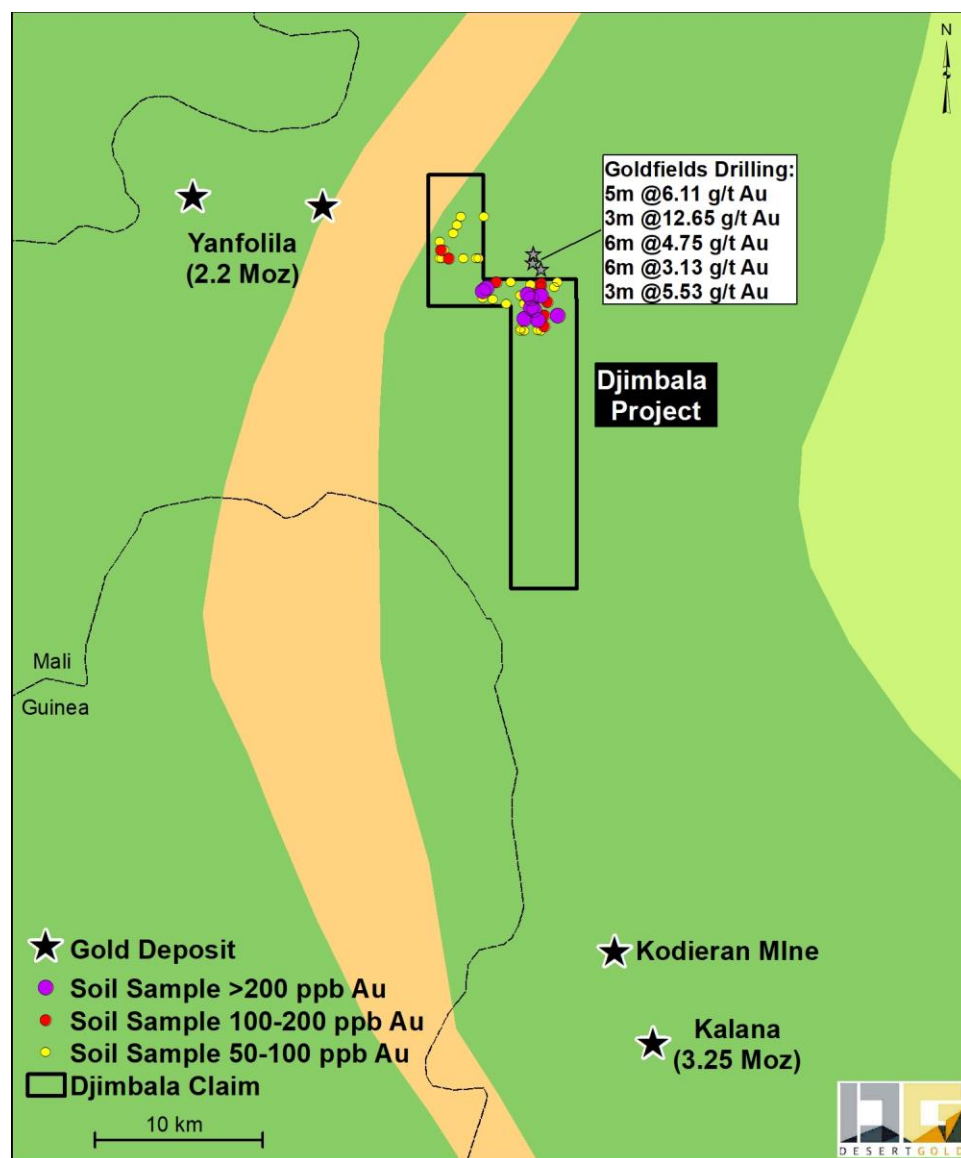 N
Goldfields Drilling:
5m @6.11 g/t Au
3m @12.65 g/t Au
6m @4.75 g/t Au
6m @3.13 g/t Au
3m @5.53 g/t Au
Yanfolila
(2.2 Moz)
Djimbala
Project
Mali
Guinea
Gold Deposit
Soil Sample >200 ppb Au
Soil Sample 100-200 ppb Au
Soil Sample 50-100 ppb Au
Djimbala Claim
10 km
Kodieran MIne
Kalana
(3.25 Moz)
DESERTGOLD